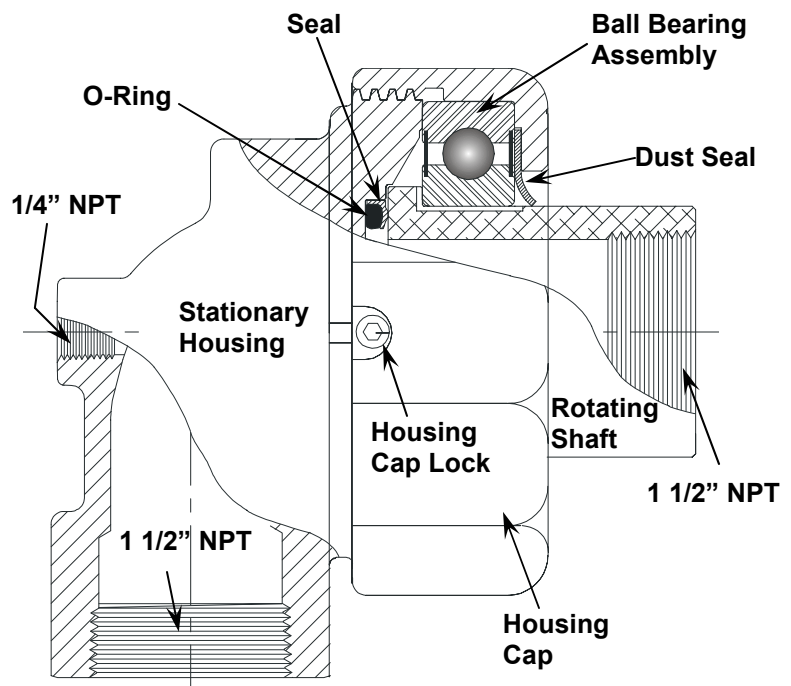 Seal
Ball Bearing
Assembly
O-Ring
Dust Seal
1/4” NPT
Stationary
Housing
Rotating
Shaft
Housing
Cap Lock
1 1/2” NPT
1 1/2” NPT
Housing
Cap